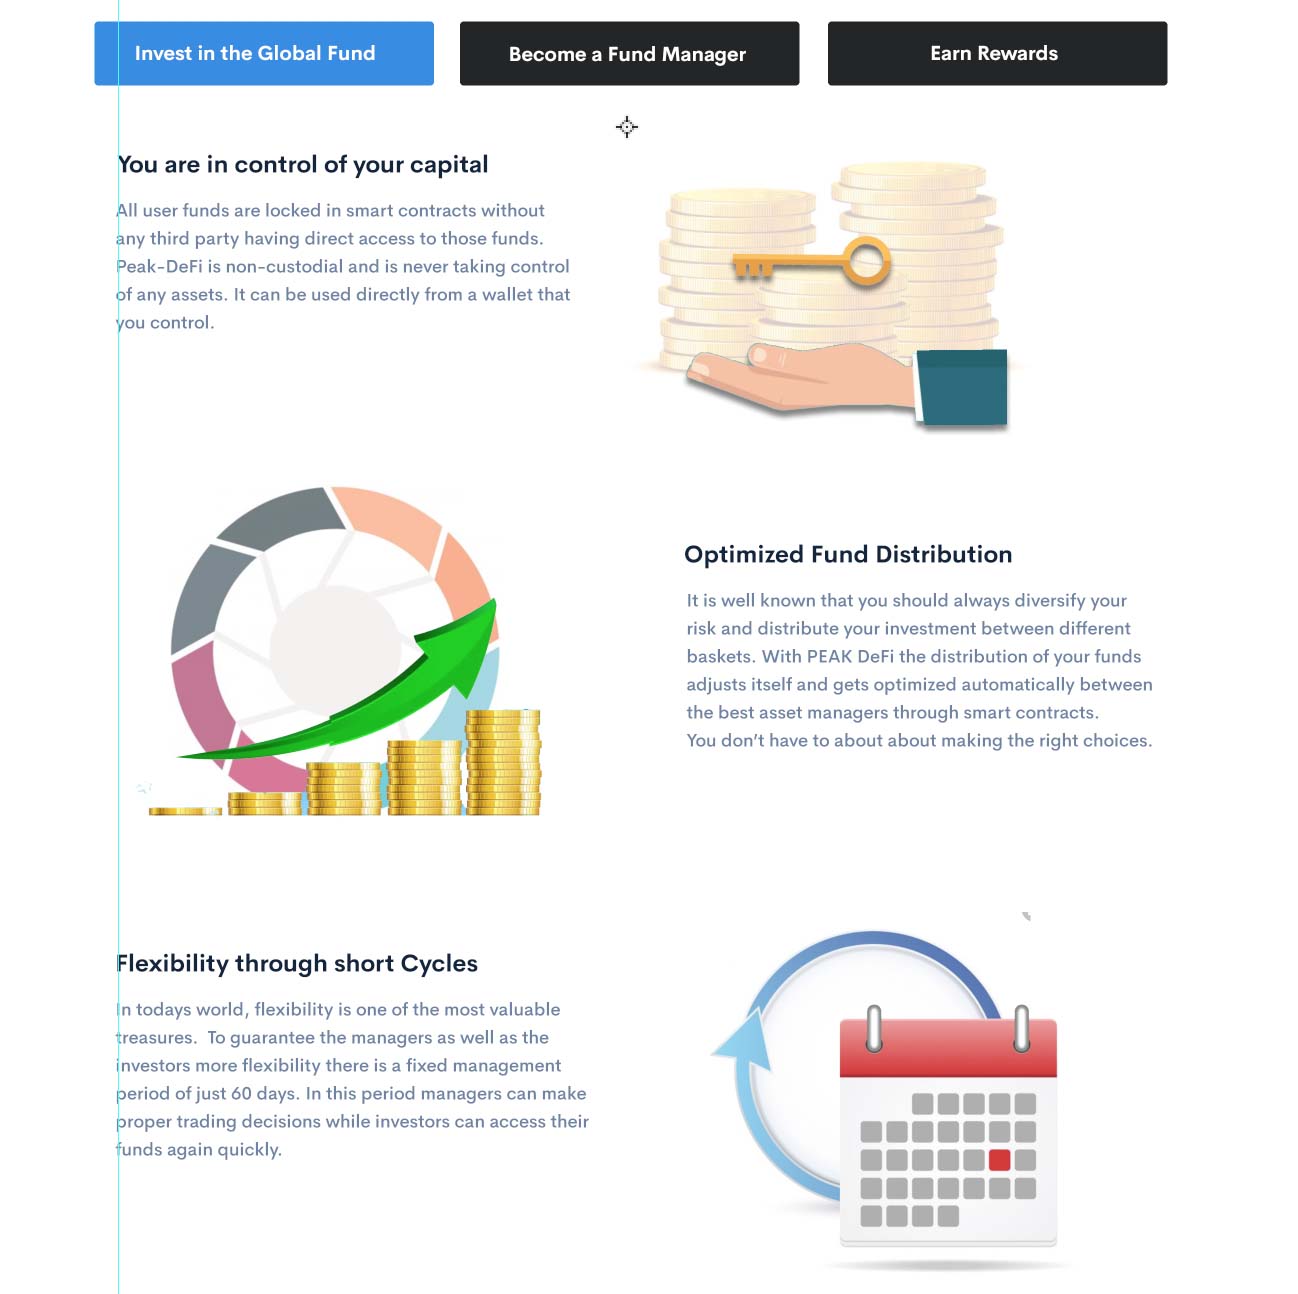 Invest in the Global Fund
Become a Fund Manager
Earn Rewards
You are in control of your capital
All user funds are locked in smart contracts without
any third party having direct access to those funds.
Peak-DeFi is non-custodial and is never taking control
of any assets. It can be used directly from a wallet that
you control.
Optimized Fund Distribution
It is well known that you should always diversify your
risk and distribute your investment between different
baskets. With PEAK DeFi the distribution of your funds
adjusts itself and gets optimized automatically between
the best asset managers through smart contracts.
You don’t have to about about making the right choices.
Flexibility through short Cycles
In todays world, flexibility is one of the most valuable
treasures.  To guarantee the managers as well as the
investors more flexibility there is a fixed management
period of just 60 days. In this period managers can make
proper trading decisions while investors can access their
funds again quickly.